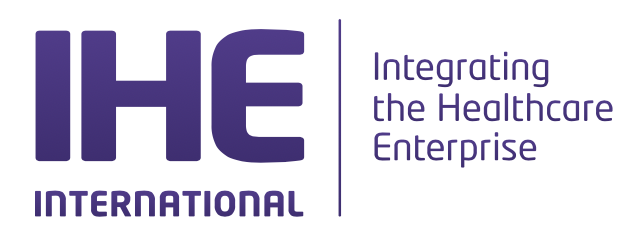 IHE
INTERNATIONAL
Integrating
the Healthcare
Enterprise